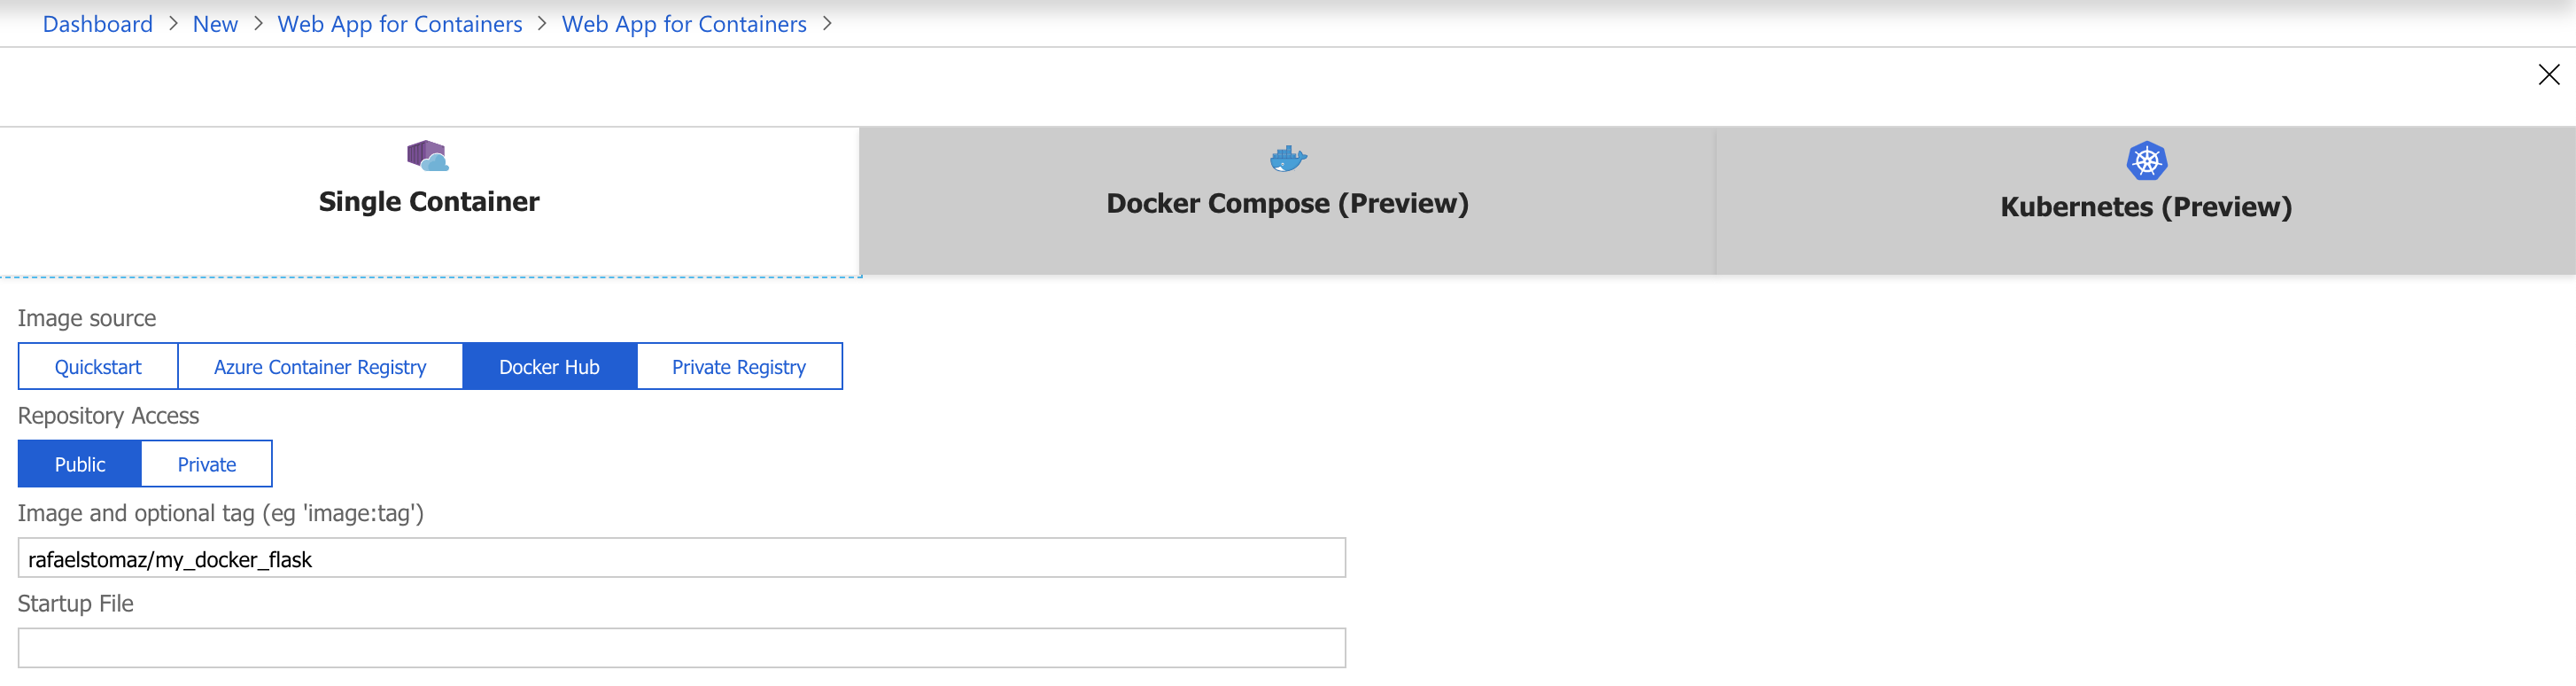 Dashboard > New > Web App for Containers > Web App for Containers >
Single Container
Docker Compose (Preview)
Kubernetes (Preview)
Image source
Quickstart Azure Container Registry Docker Hub Private Registry
Repository Access
Public Private
Image and optional tag (eg 'image:tag')
rafaelstomaz/my_docker_flask
Startup File